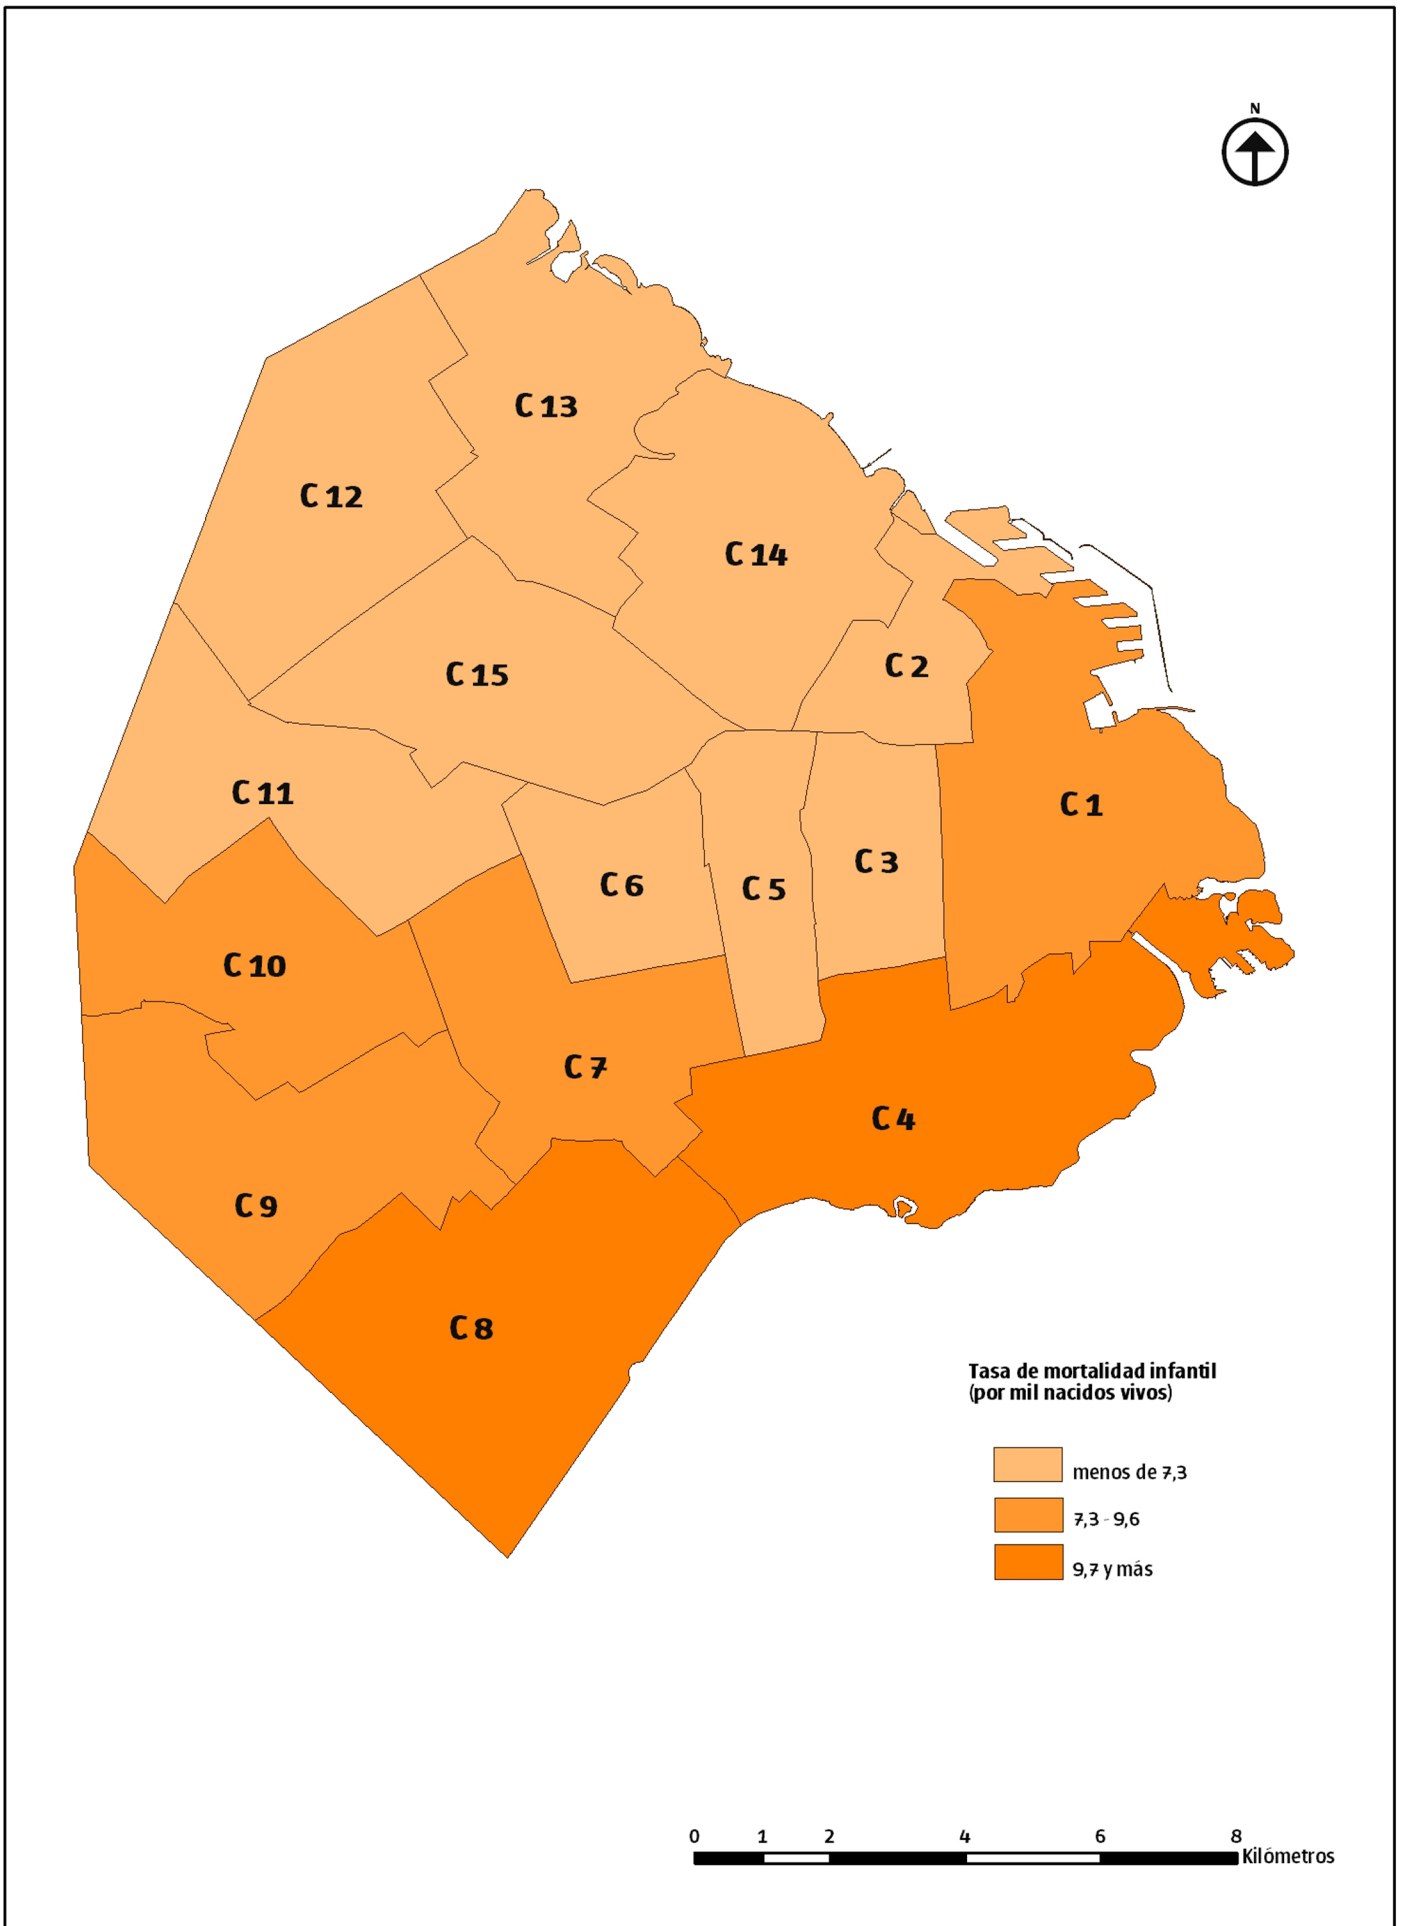 N
C 13
C 12
C 14
C 2
C 15
C 11
C 1
C 3
C 6
C 5
C 10
C 7
C 4
C 9
C 8
Tasa de mortalidad infantil
(por mil nacidos vivos)
menos de 7,3
7,3 - 9,6
9,7 y más
0 1 2 4 6 8
Kilómetros